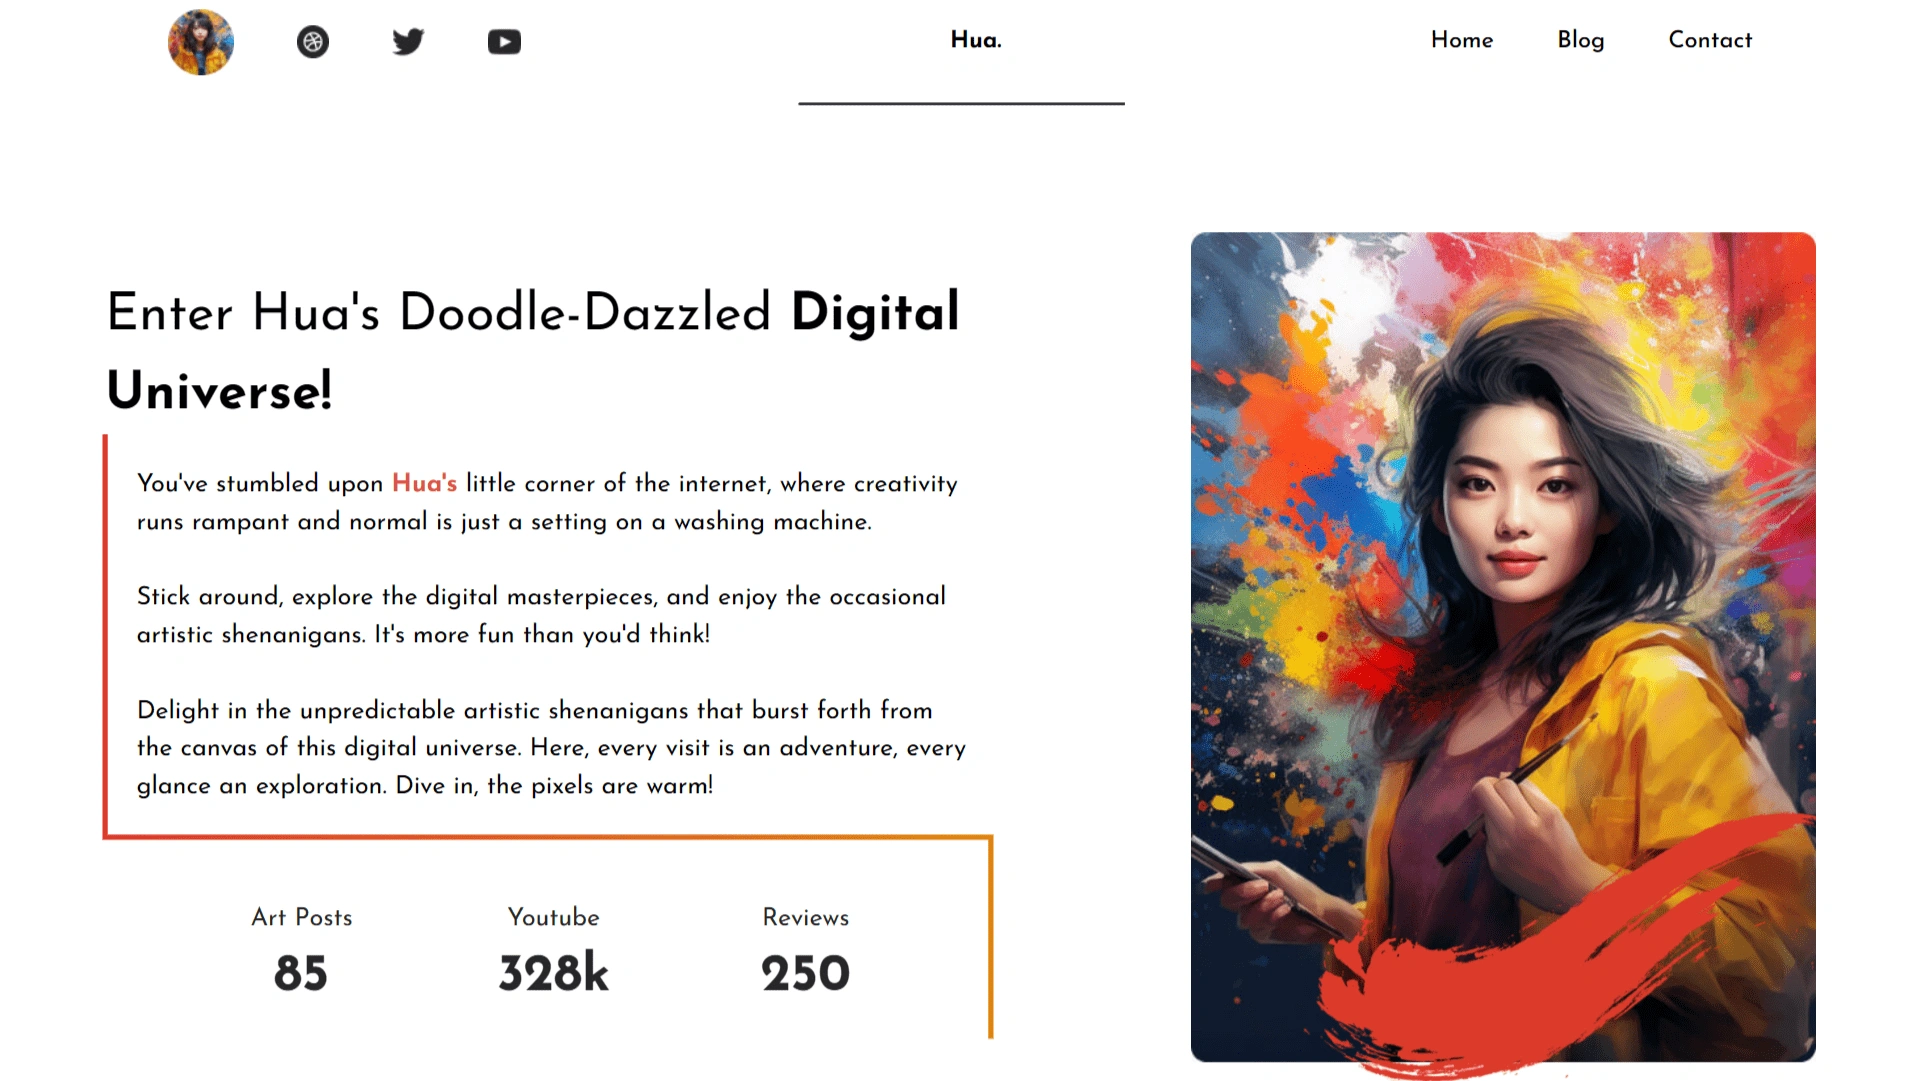 Hua.
Home
Blog
Contact
Enter Hua's Doodle-Dazzled Digital
Universe!
You've stumbled upon Hua's little corner of the internet, where creativity
runs rampant and normal is just a setting on a washing machine.
Stick around, explore the digital masterpieces, and enjoy the occasional
artistic shenanigans. It's more fun than you'd think!
Delight in the unpredictable artistic shenanigans that burst forth from
the canvas of this digital universe. Here, every visit is an adventure, every
glance an exploration. Dive in, the pixels are warm!
Art Posts
85
Youtube
328k
Reviews
250